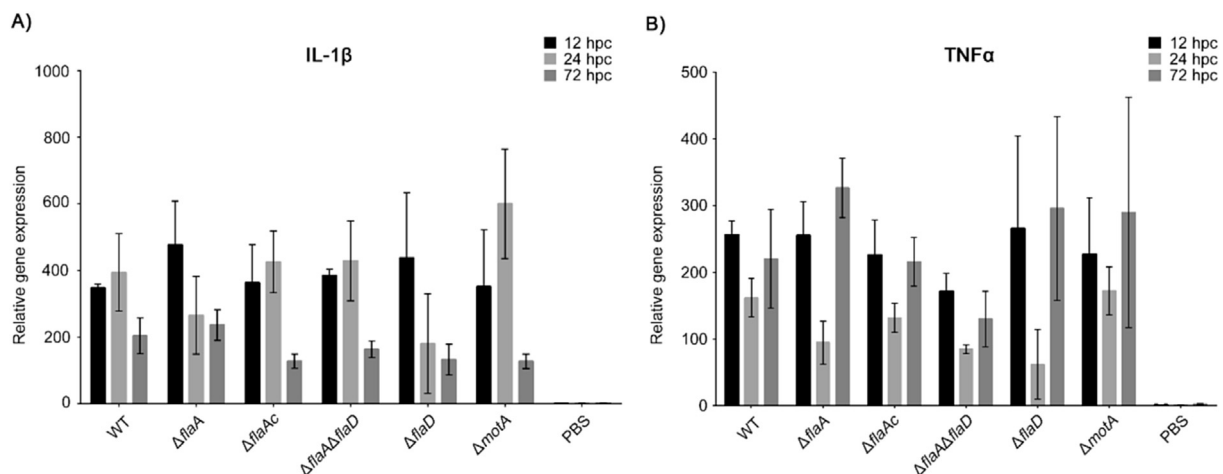 A)
IL-1β
12 hpc
24 hpc
72 hpc
Relative gene expression
1000
800
600
400
200
0
WT
ΔflaA
ΔflaAc
ΔflaAΔflaD
ΔflaD
ΔmotA
PBS
B)
TNFα
12 hpc
24 hpc
72 hpc
Relative gene expression
500
400
300
200
100
0
WT
ΔflaA
ΔflaAc
ΔflaAΔflaD
ΔflaD
ΔmotA
PBS